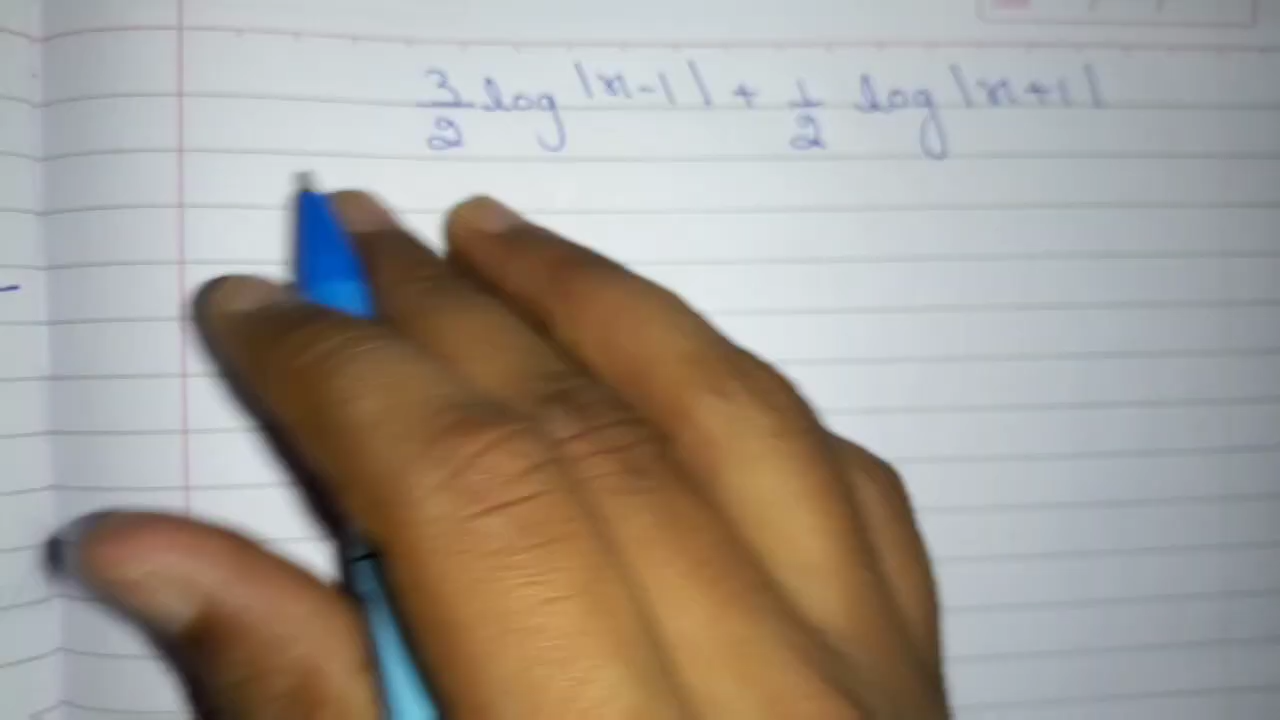 3/2 log |x-1| + 1/2 log |x+1|